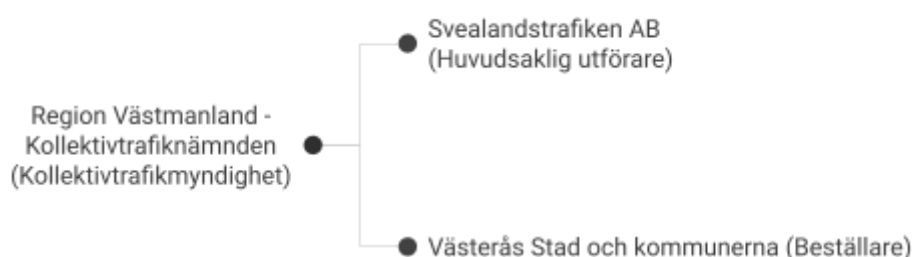 Svealandstrafiken AB
(Huvudsaklig utförare)
Region Västmanland -
Kollektivtrafiknämnden
(Kollektivtrafikmyndighet)
Västerås Stad och kommunerna (Beställare)